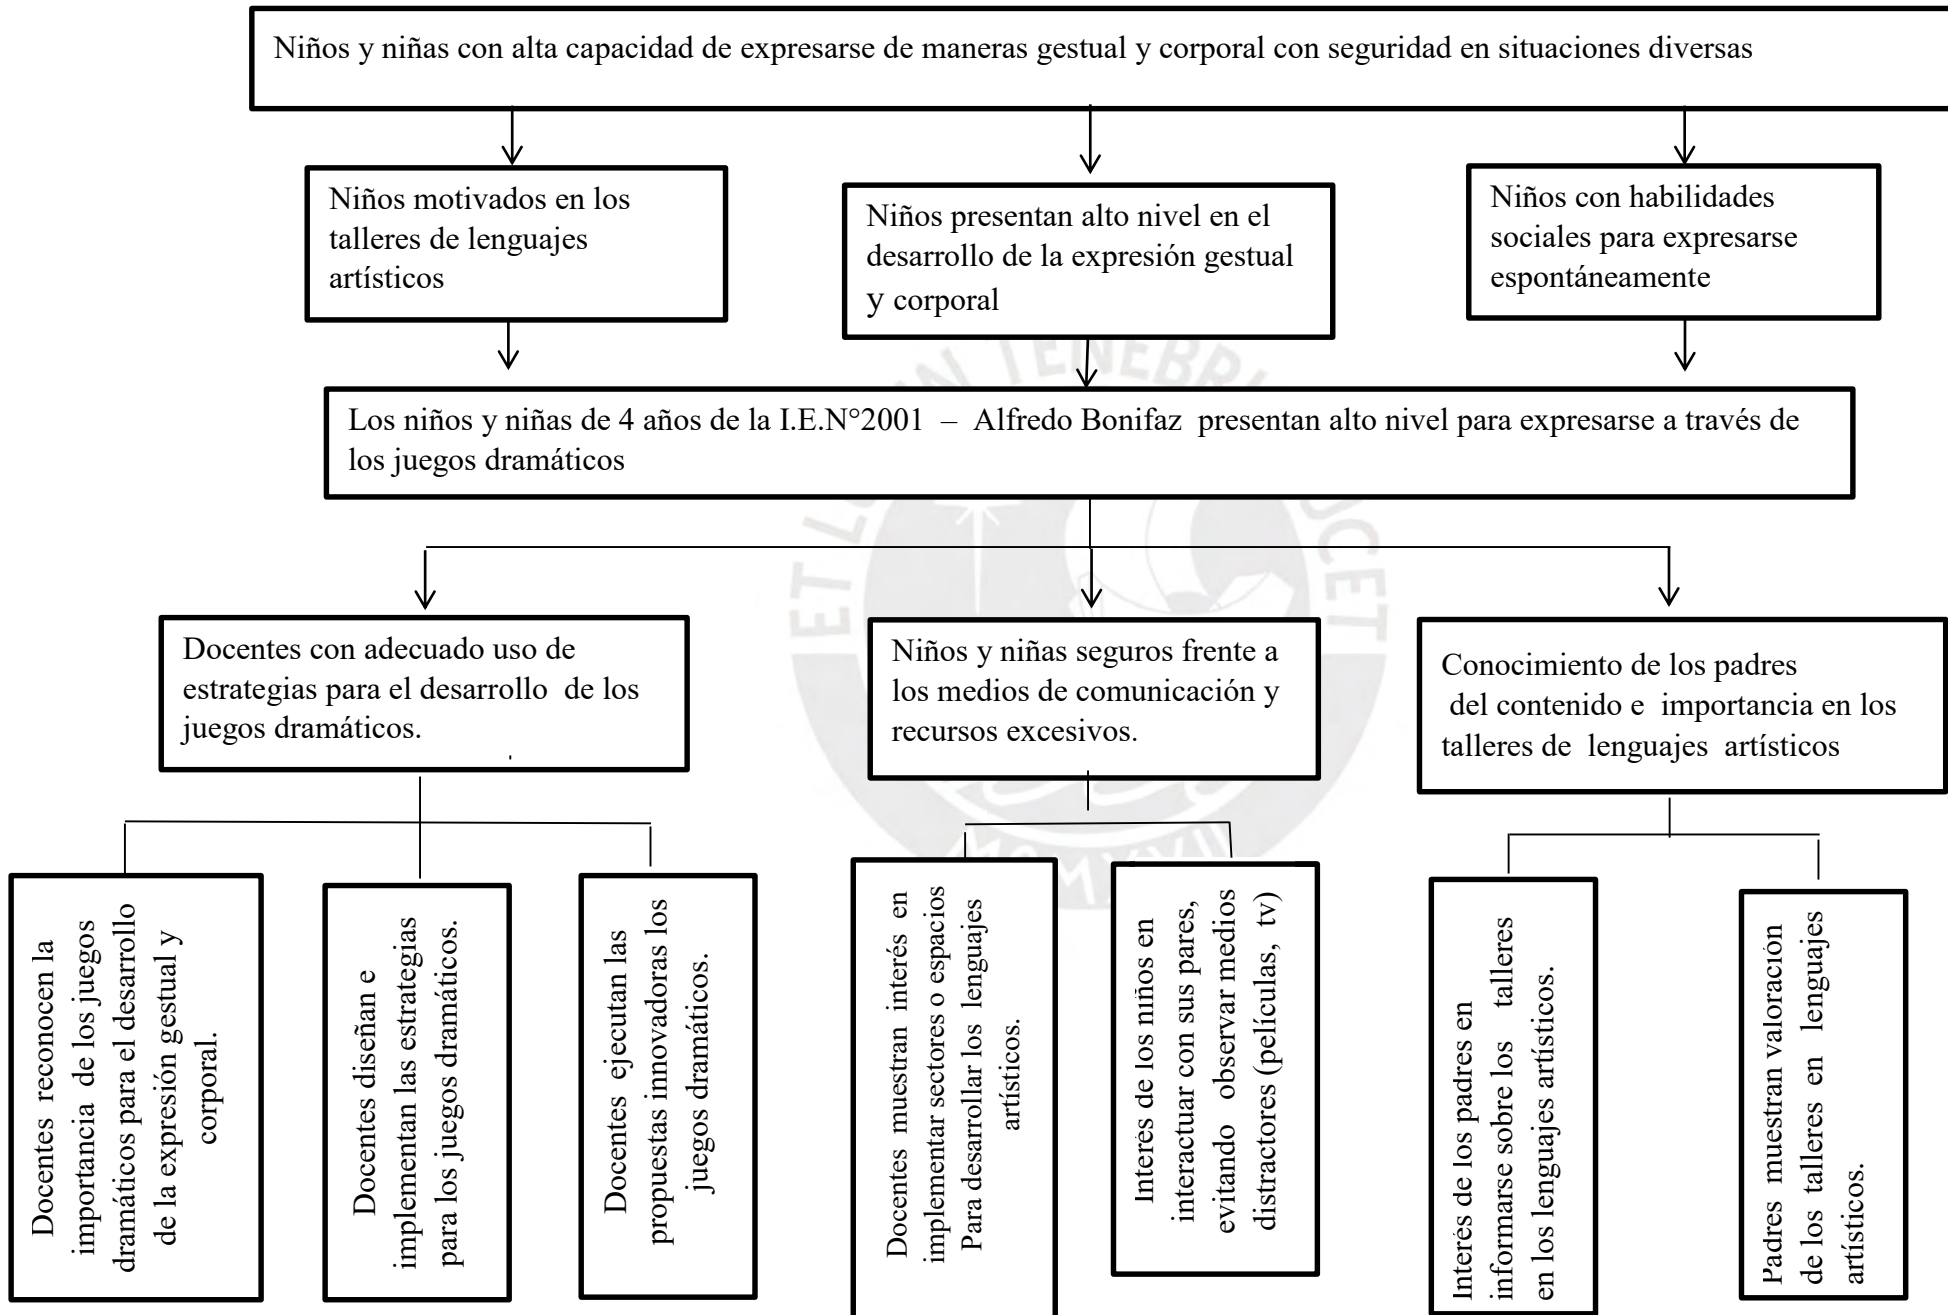 Niños y niñas con alta capacidad de expresarse de maneras gestual y corporal con seguridad en situaciones diversas
Niños motivados en los
talleres de lenguajes
artísticos
Niños presentan alto nivel en el
desarrollo de la expresión gestual
y corporal
Niños con habilidades
sociales para expresarse
espontáneamente
Los niños y niñas de 4 años de la I.E.N°2001 – Alfredo Bonifaz presentan alto nivel para expresarse a través de
los juegos dramáticos
Docentes con adecuado uso de
estrategias para el desarrollo de los
juegos dramáticos.
Niños y niñas seguros frente a
los medios de comunicación y
recursos excesivos.
Conocimiento de los padres
del contenido e importancia en los
talleres de lenguajes artísticos
Docentes reconocen la
importancia de los juegos
dramáticos para el desarrollo
de la expresión gestual y
corporal.
Docentes diseñan e
implementan las estrategias
para los juegos dramáticos.
Docentes ejecutan las
propuestas innovadoras los
juegos dramáticos.
Docentes muestran interés en
implementar sectores o espacios
Para desarrollar los lenguajes
artísticos.
Interés de los niños en
interactuar con sus pares,
evitando observar medios
distractores (películas, tv)
Interés de los padres en
informarse sobre los talleres
en los lenguajes artísticos.
Padres muestran valoración
de los talleres en lenguajes
artísticos.